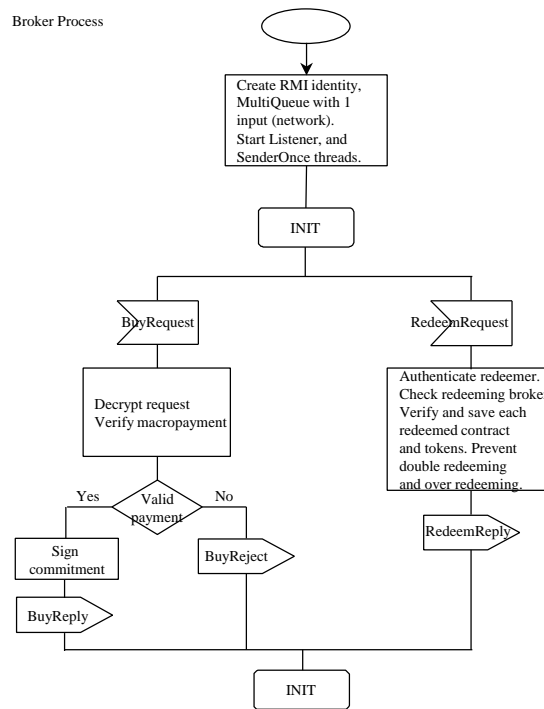 Broker Process
Create RMI identity,
MultiQueue with 1
input (network).
Start Listener, and
SenderOnce threads.
INIT
BuyRequest
RedeemRequest
Decrypt request
Verify macropayment
Authenticate redeemer.
Check redeeming broker
Verify and save each
redeemed contract
and tokens. Prevent
double redeeming
and over redeeming.
Yes
Valid
payment
No
Sign
commitment
BuyReject
RedeemReply
BuyReply
INIT